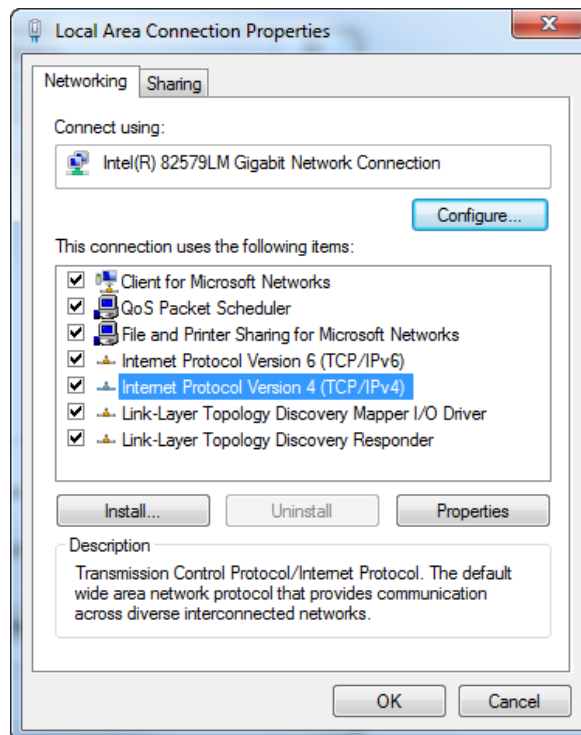 Local Area Connection Properties
Networking
Sharing
Connect using:
Intel(R) 82579LM Gigabit Network Connection
Configure...
This connection uses the following items:
Client for Microsoft Networks
QoS Packet Scheduler
File and Printer Sharing for Microsoft Networks
Internet Protocol Version 6 (TCP/IPv6)
Internet Protocol Version 4 (TCP/IPv4)
Link-Layer Topology Discovery Mapper I/O Driver
Link-Layer Topology Discovery Responder
Install...
Uninstall
Properties
Description
Transmission Control Protocol/Internet Protocol. The default
wide area network protocol that provides communication
across diverse interconnected networks.
OK
Cancel